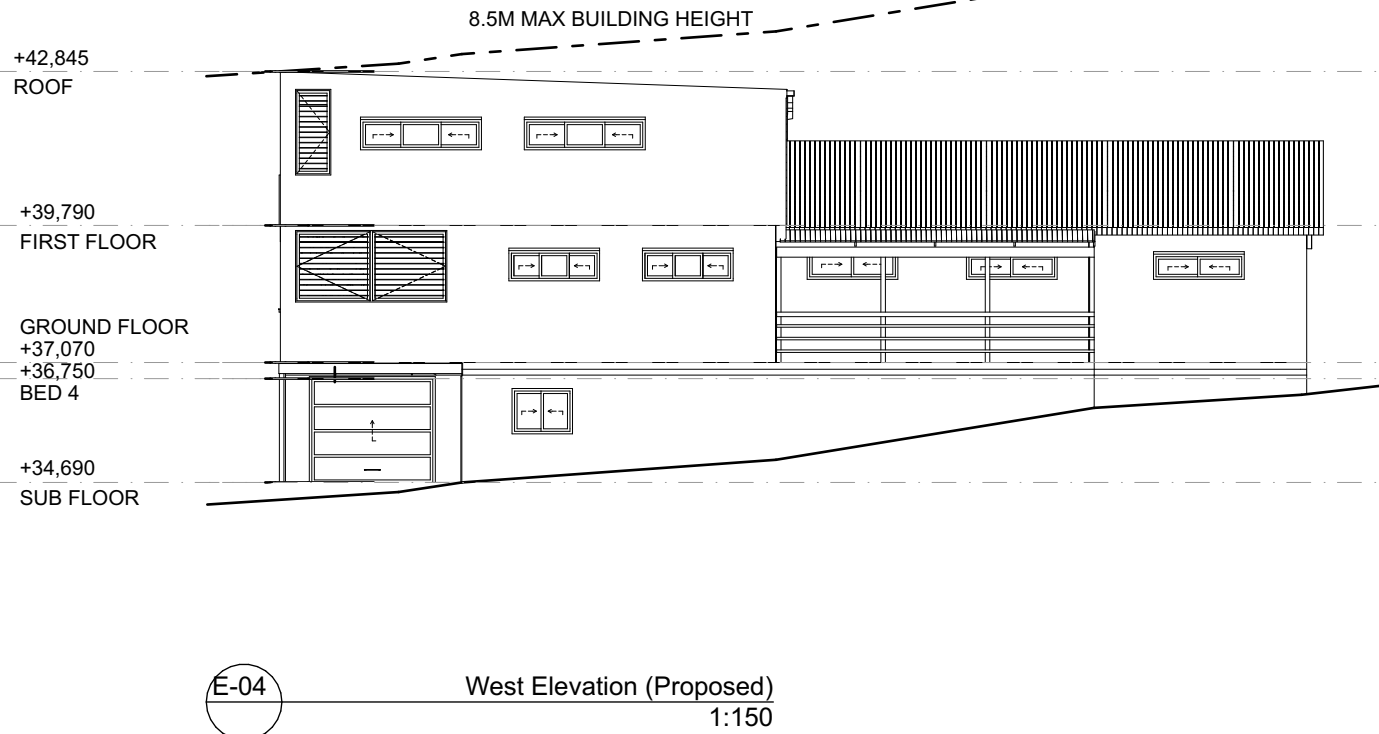 8.5M MAX BUILDING HEIGHT
+42,845
ROOF
+39,790
FIRST FLOOR
GROUND FLOOR
+37,070
+36,750
BED 4
+34,690
SUB FLOOR
E-04
West Elevation (Proposed)
1:150